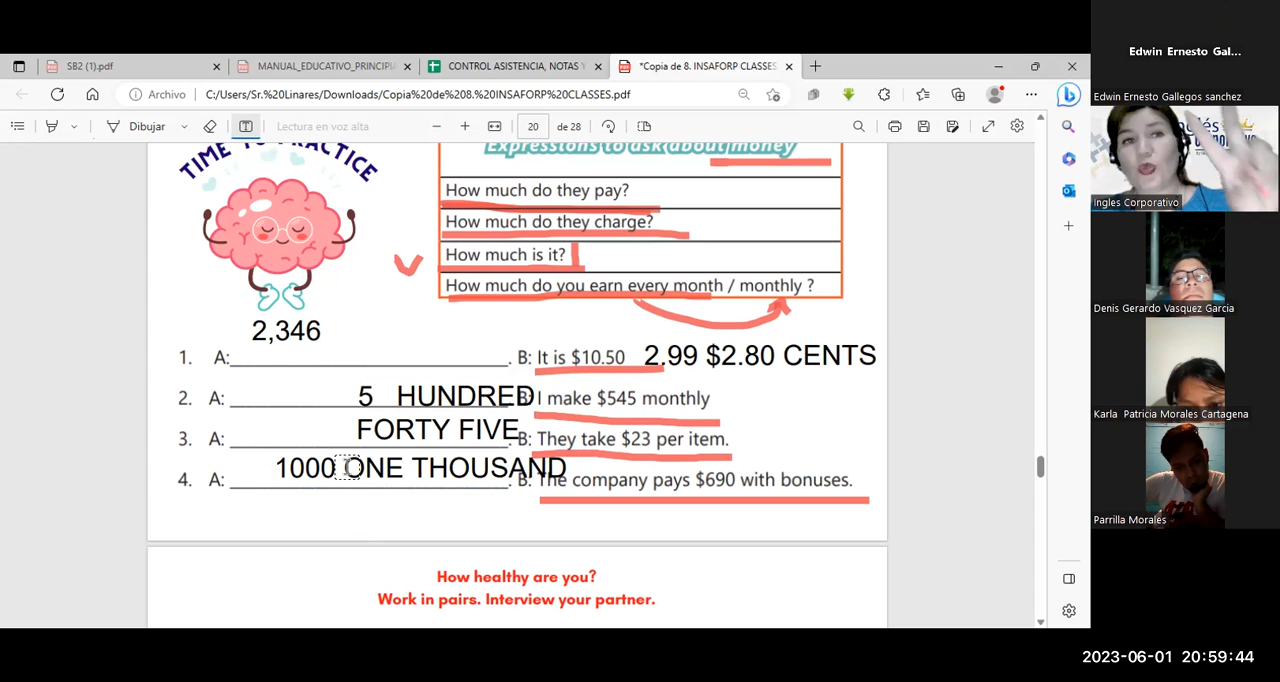 SB2 (1).pdf
MANUAL_EDUCATIVO_PRINCIPI
CONTROL ASISTENCIA, NOTAS Y
*Copia de 8. INSAFORP CLASSES.
Archivo
C:/Users/Sr.%20Linares/Downloads/Copia%20de%208.%20INSAFORP%20CLASSES.pdf
Dibujar
Lectura en voz alta
20 de 28
TIME TO PRACTICE
Expressions to ask about money
How much do they pay?
How much do they charge?
How much is it?
How much do you earn every month / monthly ?
2,346
1. A: . B: It is $10.50 2.99 $2.80 CENTS
2. A: 5 HUNDRED B: I make $545 monthly
FORTY FIVE
3. A: . B: They take $23 per item.
1000 ONE THOUSAND
4. A: . B: The company pays $690 with bonuses.
How healthy are you?
Work in pairs. Interview your partner.
Edwin Ernesto Gal...
Edwin Ernesto Gallegos sanchez
Ingles Corporativo
Denis Gerardo Vasquez Garcia
Karla Patricia Morales Cartagena
Parrilla Morales
2023-06-01 20:59:44